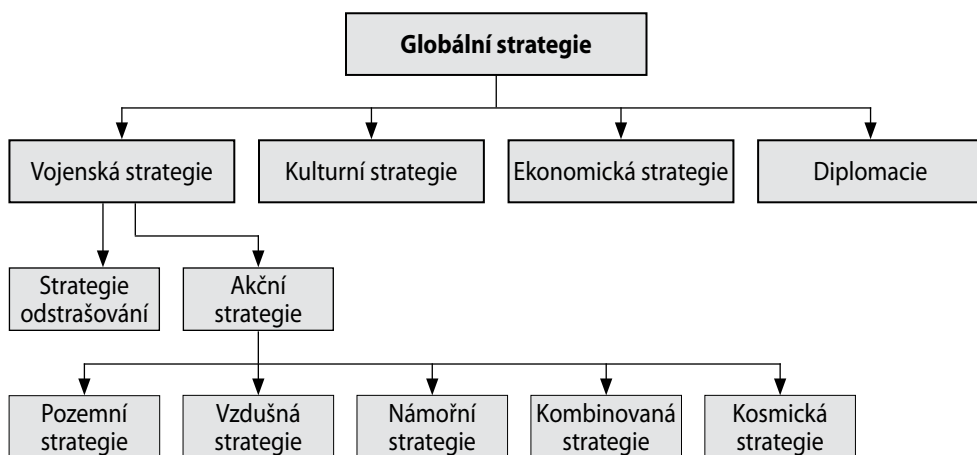 Globální strategie
Vojenská strategie
Kulturní strategie
Ekonomická strategie
Diplomacie
Strategie
odstrašování
Akční
strategie
Pozemní
strategie
Vzdušná
strategie
Námořní
strategie
Kombinovaná
strategie
Kosmická
strategie